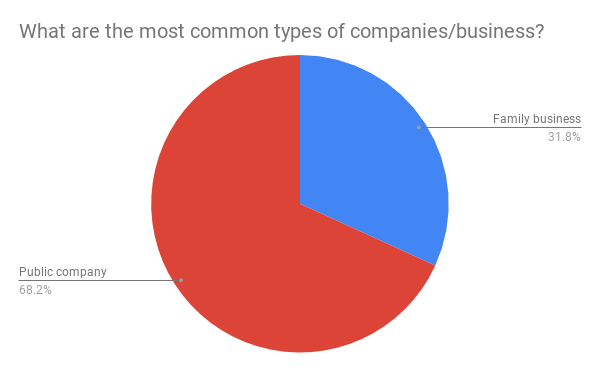 What are the most common types of companies/business?
Family business
31.8%
Public company
68.2%